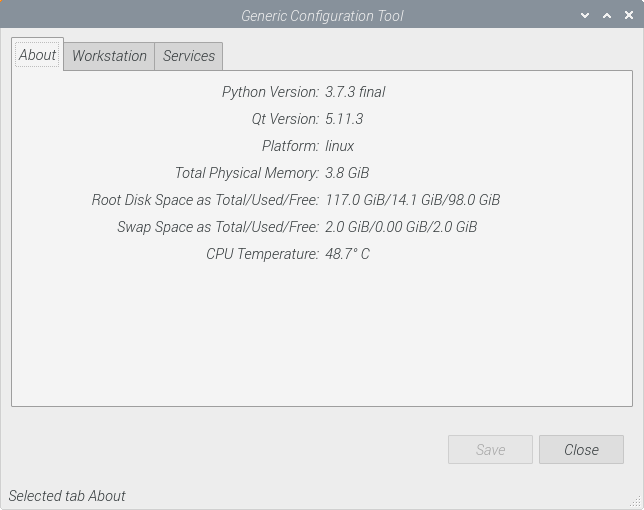 Generic Configuration Tool
About Workstation Services
Python Version: 3.7.3 final
Qt Version: 5.11.3
Platform: linux
Total Physical Memory: 3.8 GiB
Root Disk Space as Total/Used/Free: 117.0 GiB/14.1 GiB/98.0 GiB
Swap Space as Total/Used/Free: 2.0 GiB/0.00 GiB/2.0 GiB
CPU Temperature: 48.7° C
Save Close
Selected tab About